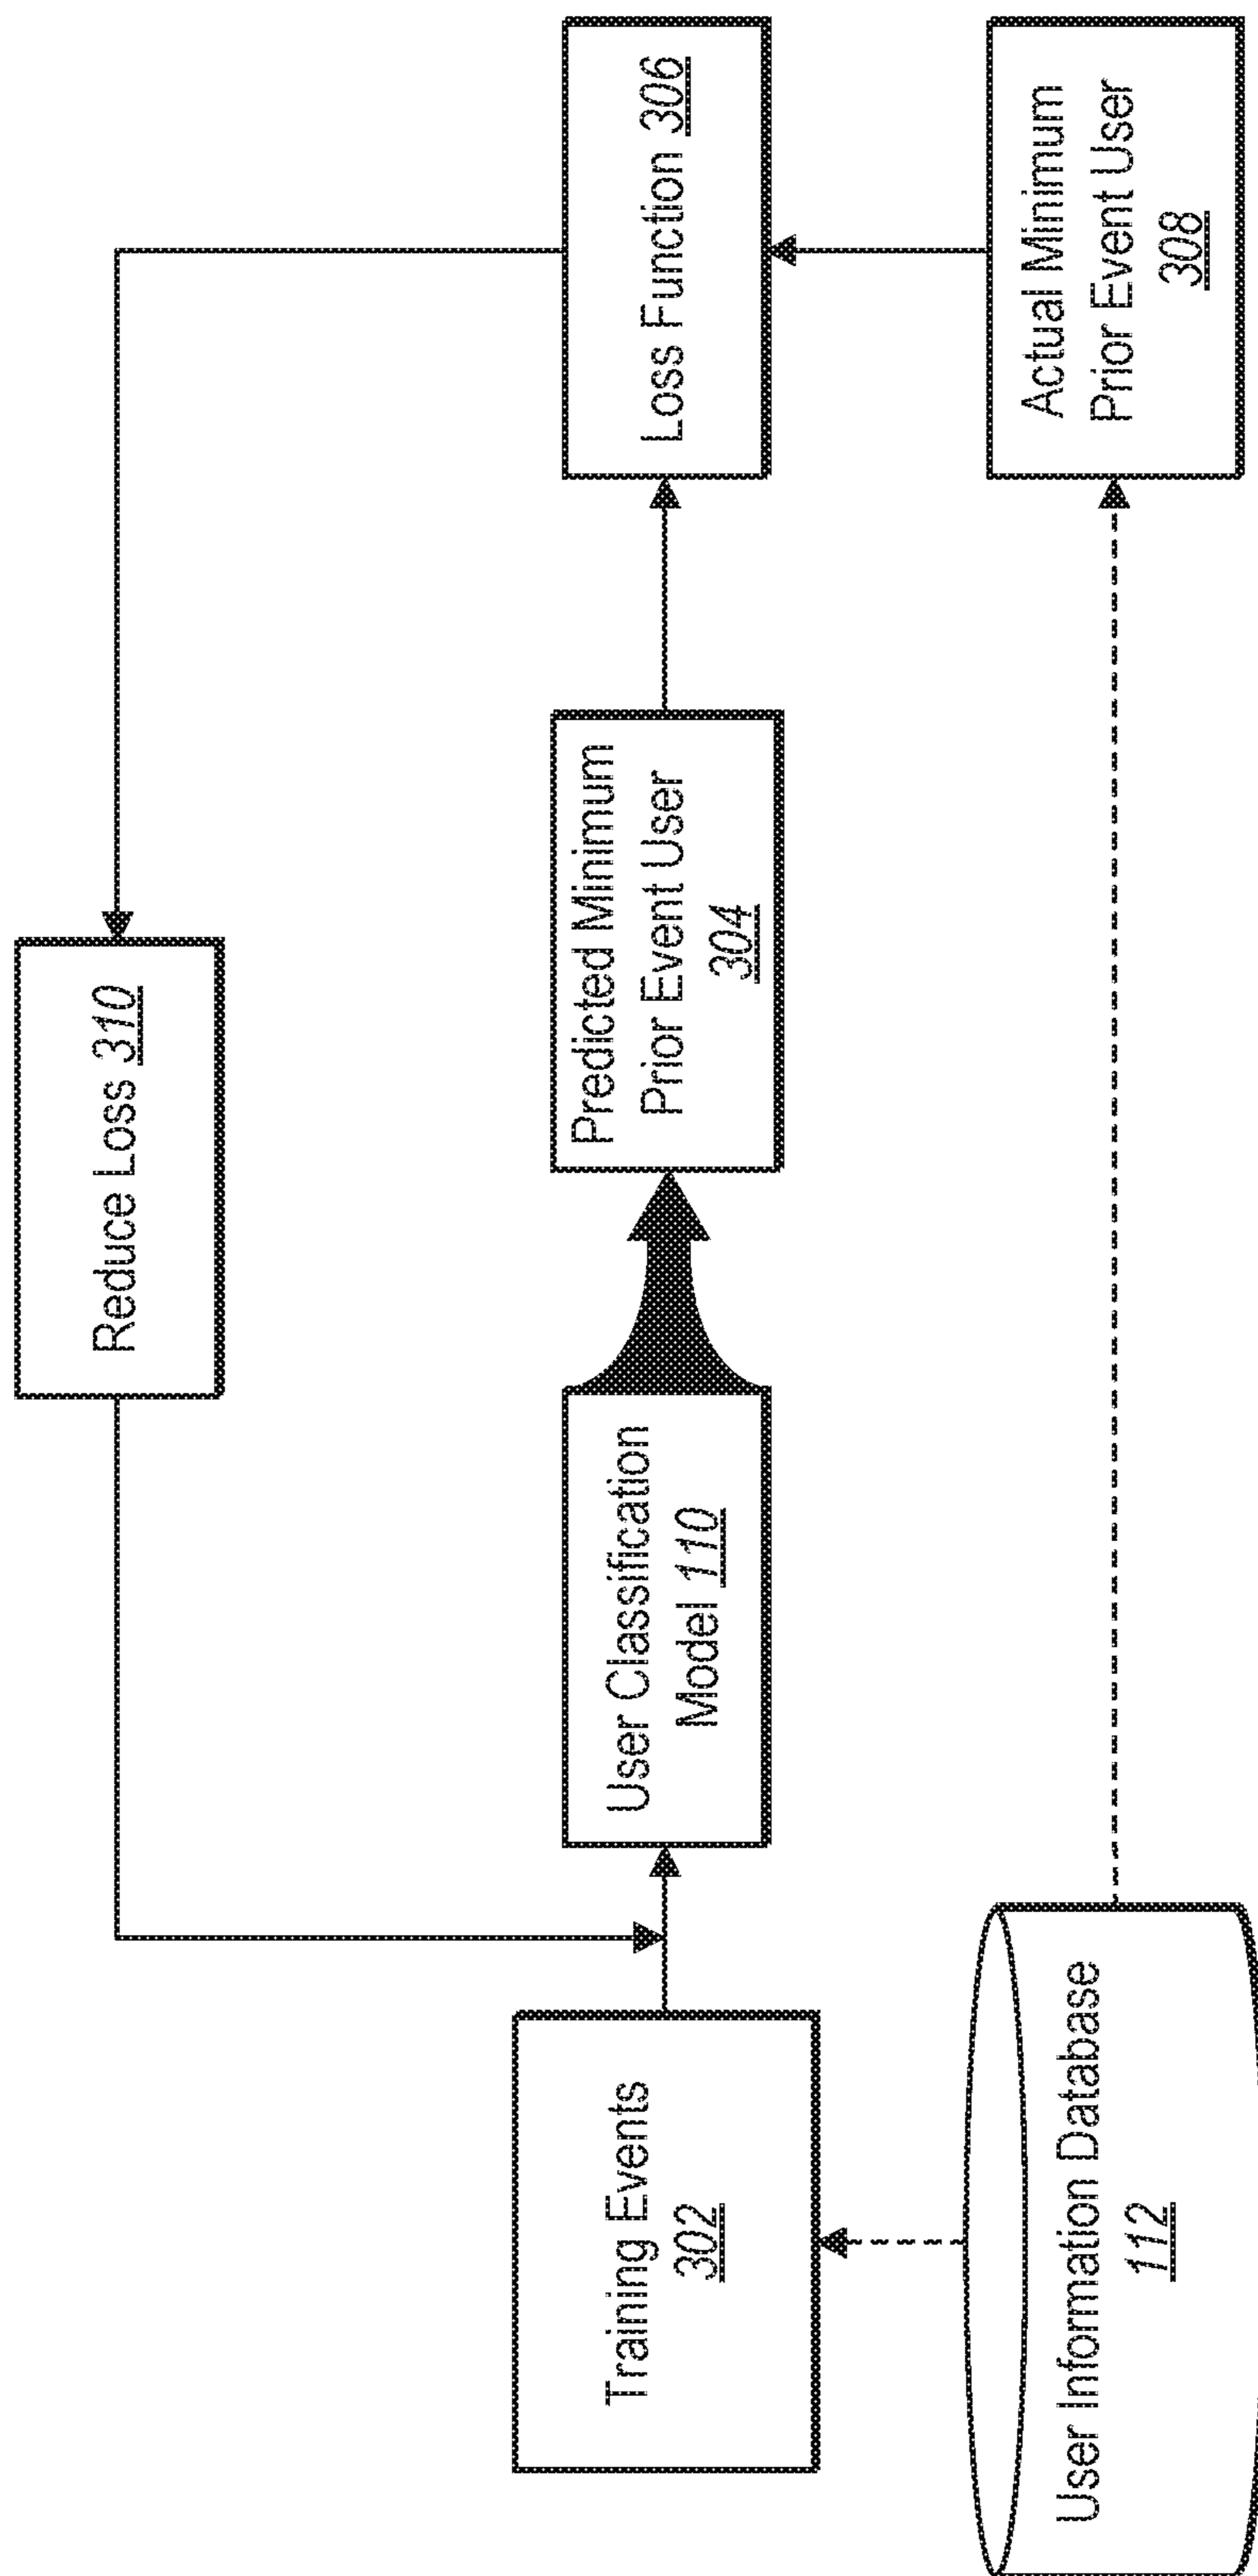 Reduce Loss 310
Training Events
302
User Classification
Model 110
Predicted Minimum
Prior Event User
304
Loss Function 306
User Information Database
112
Actual Minimum
Prior Event User
308